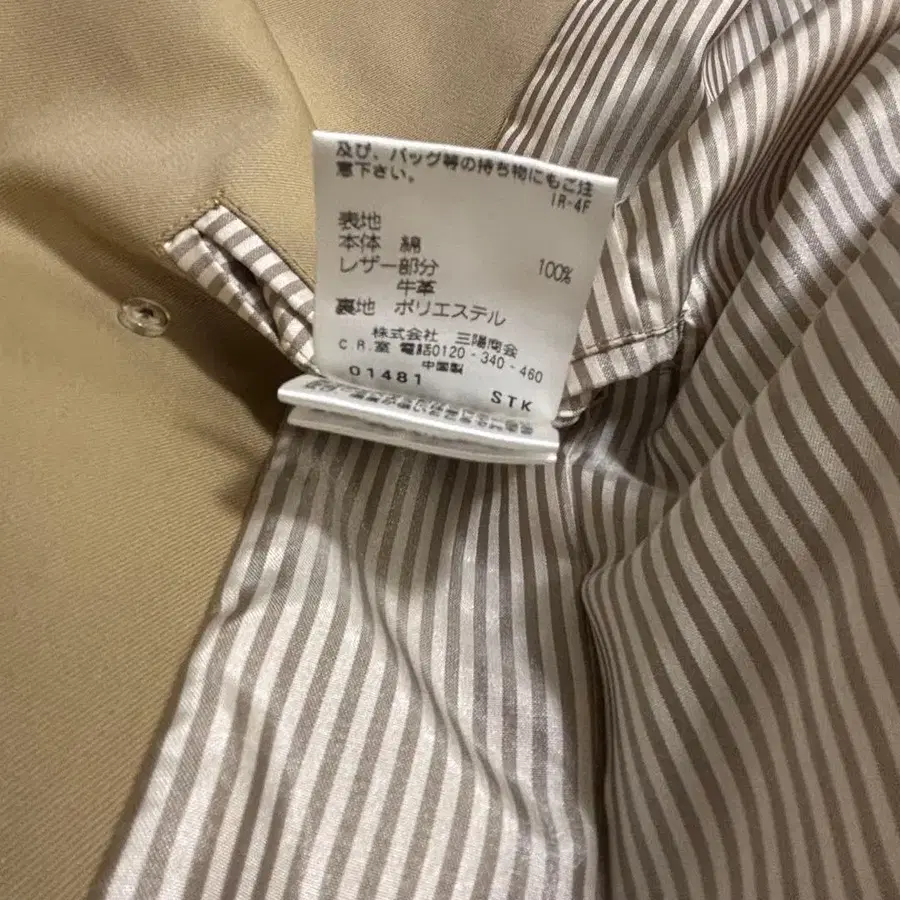 及び、バッグ等の持ち物にもご注
意下さい。
IR-4F
表地
本体 綿 100%
レザー部分
牛革
裏地 ポリエステル
株式会社 三陽商会
C.R.室 電話0120-340-460
中国製
01481 STK